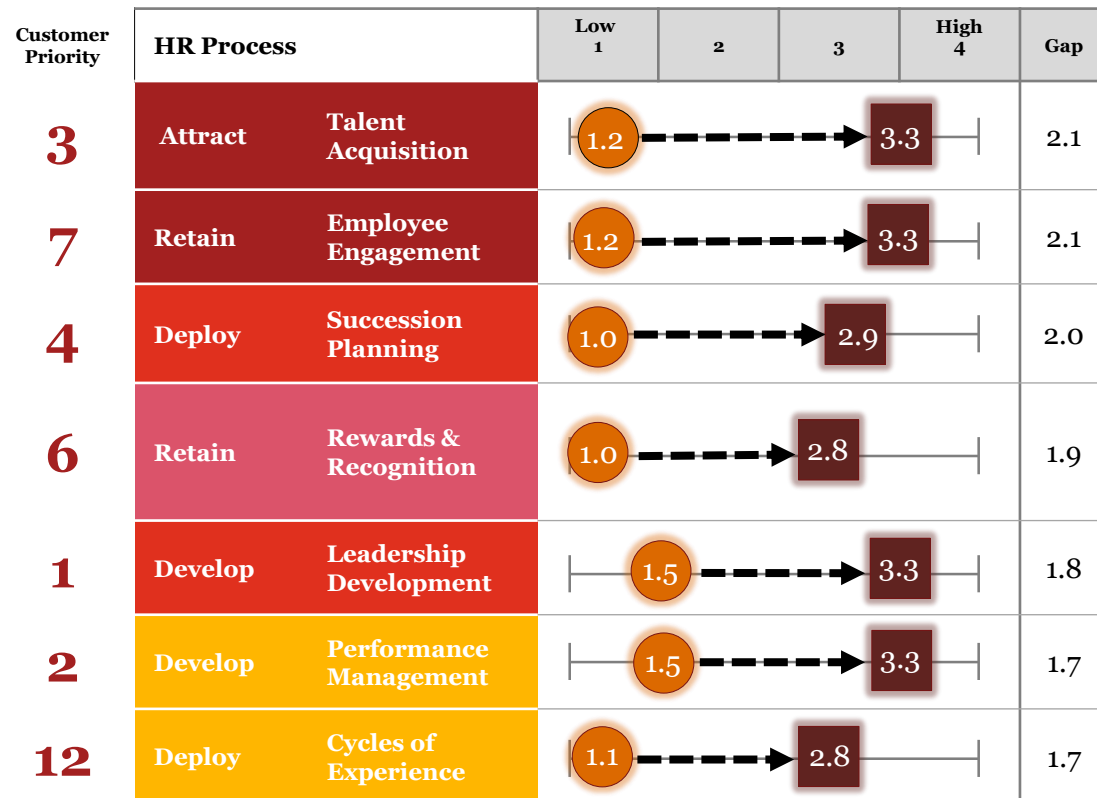 Customer
Priority
HR Process
Low
1
2
3
High
4
Gap
3
Attract
Talent
Acquisition
1.2
3.3
2.1
7
Retain
Employee
Engagement
1.2
3.3
2.1
4
Deploy
Succession
Planning
1.0
2.9
2.0
6
Retain
Rewards &
Recognition
1.0
2.8
1.9
1
Develop
Leadership
Development
1.5
3.3
1.8
2
Develop
Performance
Management
1.5
3.3
1.7
12
Deploy
Cycles of
Experience
1.1
2.8
1.7